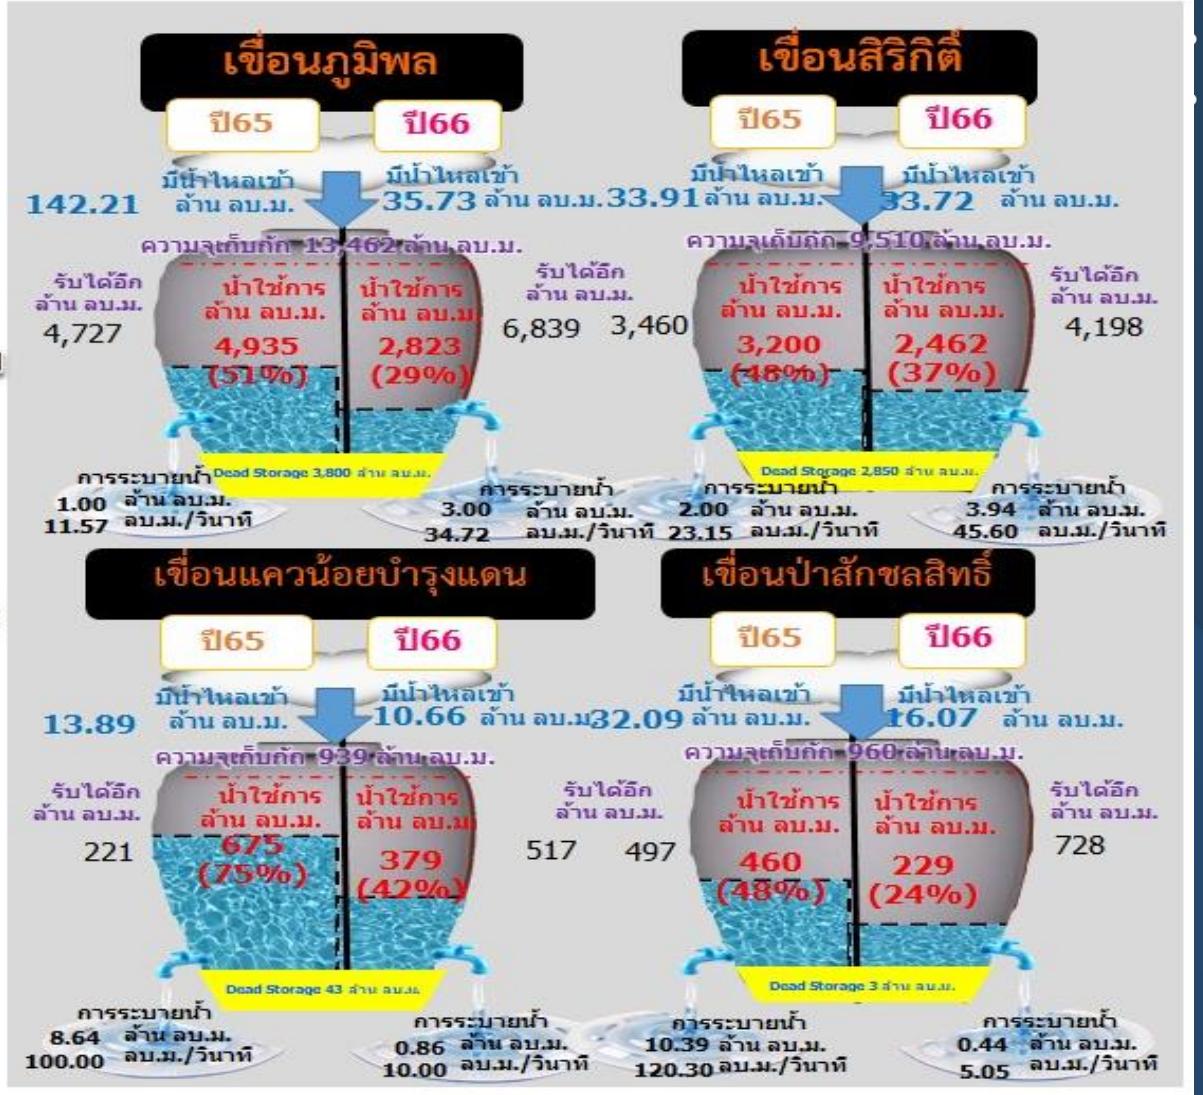 เขื่อนภูมิพล
ปี65 ปี66
มีน้ำไหลเข้า มีน้ำไหลเข้า
142.21 ล้าน ลบ.ม. 35.73 ล้าน ลบ.ม.
ความจุเก็บกัก 13,462 ล้าน ลบ.ม.
รับได้อีก น้ำใช้การ น้ำใช้การ รับได้อีก
ล้าน ลบ.ม. ล้าน ลบ.ม. ล้าน ลบ.ม. ล้าน ลบ.ม.
4,727 4,935 2,823 6,839
(51%) (29%)
Dead Storage 3,800 ล้าน ลบ.ม.
การระบายน้ำ การระบายน้ำ
1.00 ล้าน ลบ.ม. 3.00 ล้าน ลบ.ม.
11.57 ลบ.ม./วินาที 34.72 ลบ.ม./วินาที
เขื่อนสิริกิติ์
ปี65 ปี66
มีน้ำไหลเข้า มีน้ำไหลเข้า
33.91 ล้าน ลบ.ม. 33.72 ล้าน ลบ.ม.
ความจุเก็บกัก 9,510 ล้าน ลบ.ม.
น้ำใช้การ น้ำใช้การ รับได้อีก
ล้าน ลบ.ม. ล้าน ลบ.ม. ล้าน ลบ.ม.
3,460 3,200 2,462 4,198
(48%) (37%)
Dead Storage 2,850 ล้าน ลบ.ม.
การระบายน้ำ การระบายน้ำ
2.00 ล้าน ลบ.ม. 3.94 ล้าน ลบ.ม.
23.15 ลบ.ม./วินาที 45.60 ลบ.ม./วินาที
เขื่อนแควน้อยบำรุงแดน
ปี65 ปี66
มีน้ำไหลเข้า มีน้ำไหลเข้า
13.89 ล้าน ลบ.ม. 10.66 ล้าน ลบ.ม
ความจุเก็บกัก 939 ล้าน ลบ.ม.
รับได้อีก น้ำใช้การ น้ำใช้การ รับได้อีก
ล้าน ลบ.ม. ล้าน ลบ.ม. ล้าน ลบ.ม. ล้าน ลบ.ม.
221 675 379 517
(75%) (42%)
Dead Storage 43 ล้าน ลบ.ม.
การระบายน้ำ การระบายน้ำ
8.64 ล้าน ลบ.ม. 0.86 ล้าน ลบ.ม.
100.00 ลบ.ม./วินาที 10.00 ลบ.ม./วินาที
เขื่อนป่าสักชลสิทธิ์
ปี65 ปี66
มีน้ำไหลเข้า มีน้ำไหลเข้า
32.09 ล้าน ลบ.ม. 16.07 ล้าน ลบ.ม.
ความจุเก็บกัก 960 ล้าน ลบ.ม.
น้ำใช้การ น้ำใช้การ รับได้อีก
ล้าน ลบ.ม. ล้าน ลบ.ม. ล้าน ลบ.ม.
497 460 229 728
(48%) (24%)
Dead Storage 3 ล้าน ลบ.ม.
การระบายน้ำ การระบายน้ำ
10.39 ล้าน ลบ.ม. 0.44 ล้าน ลบ.ม.
120.30 ลบ.ม./วินาที 5.05 ลบ.ม./วินาที